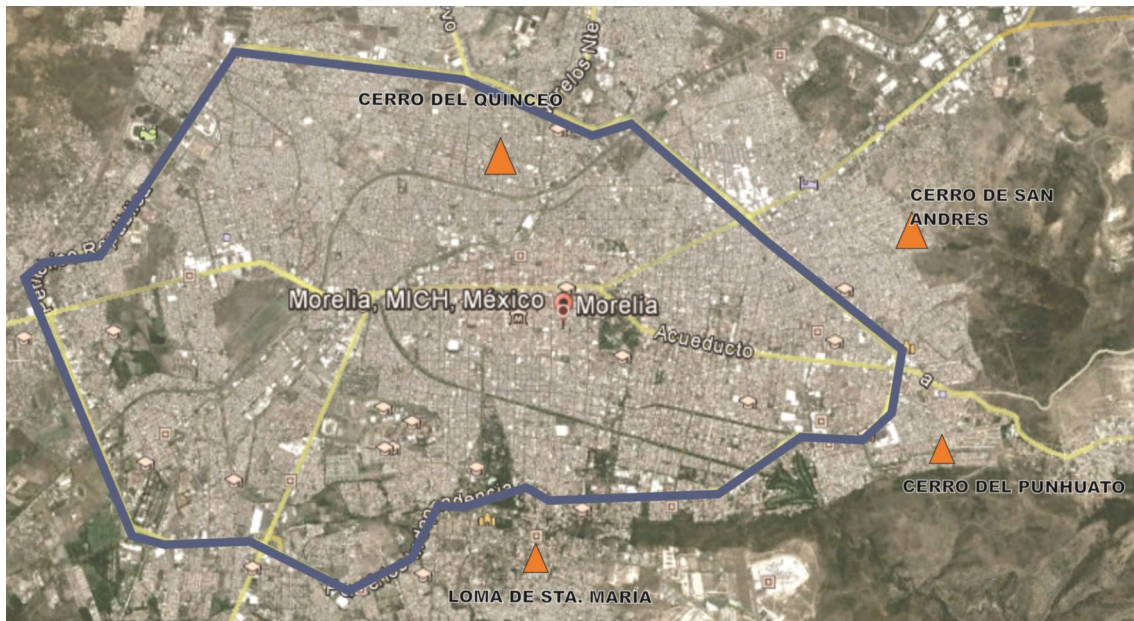 CERRO DEL QUINCEO
CERRO DE SAN
ANDRÉS
Morelia, MICH, México
Morelia
Acueducto
CERRO DEL PUNHUATO
LOMA DE STA. MARÍA